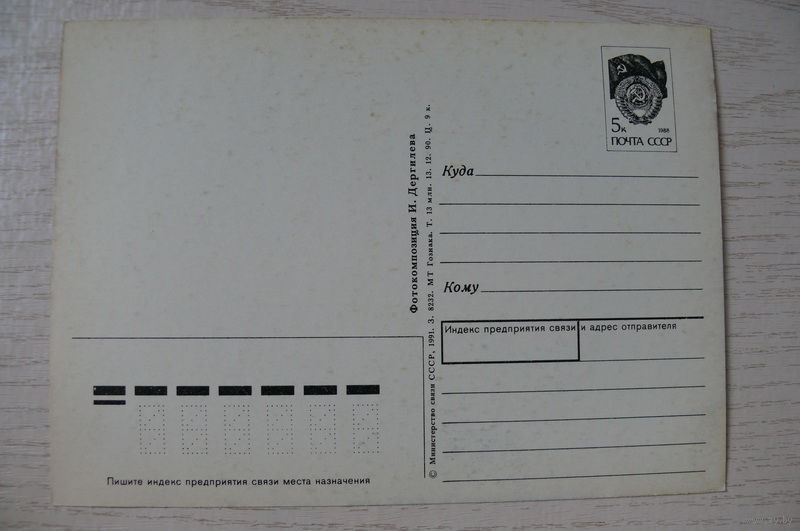 5к 1988
ПОЧТА СССР
Куда
Кому
Индекс предприятия связи и адрес отправителя
Фотокомпозиция И. Дергилева
© Министерство связи СССР, 1991. З. 8232. МТ Гознака. Т. 13 млн. 13. 12. 90. Ц. 9 к.
Пишите индекс предприятия связи места назначения